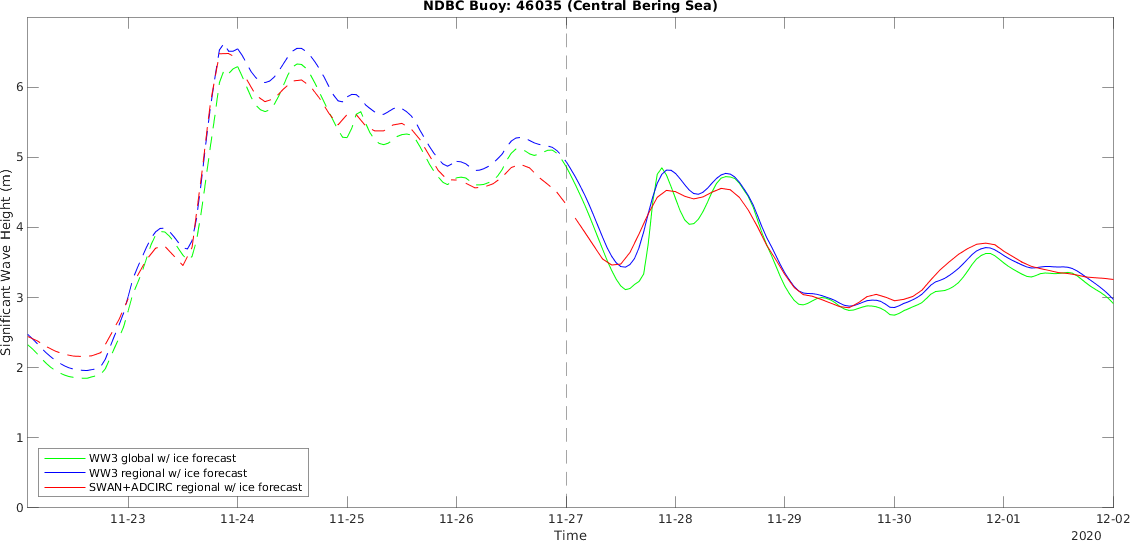 NDBC Buoy: 46035 (Central Bering Sea)
Significant Wave Height (m)
6
5
4
3
2
1
0
WW3 global w/ ice forecast
WW3 regional w/ ice forecast
SWAN+ADCIRC regional w/ ice forecast
11-23 11-24 11-25 11-26 11-27 11-28 11-29 11-30 12-01 12-02
Time
2020